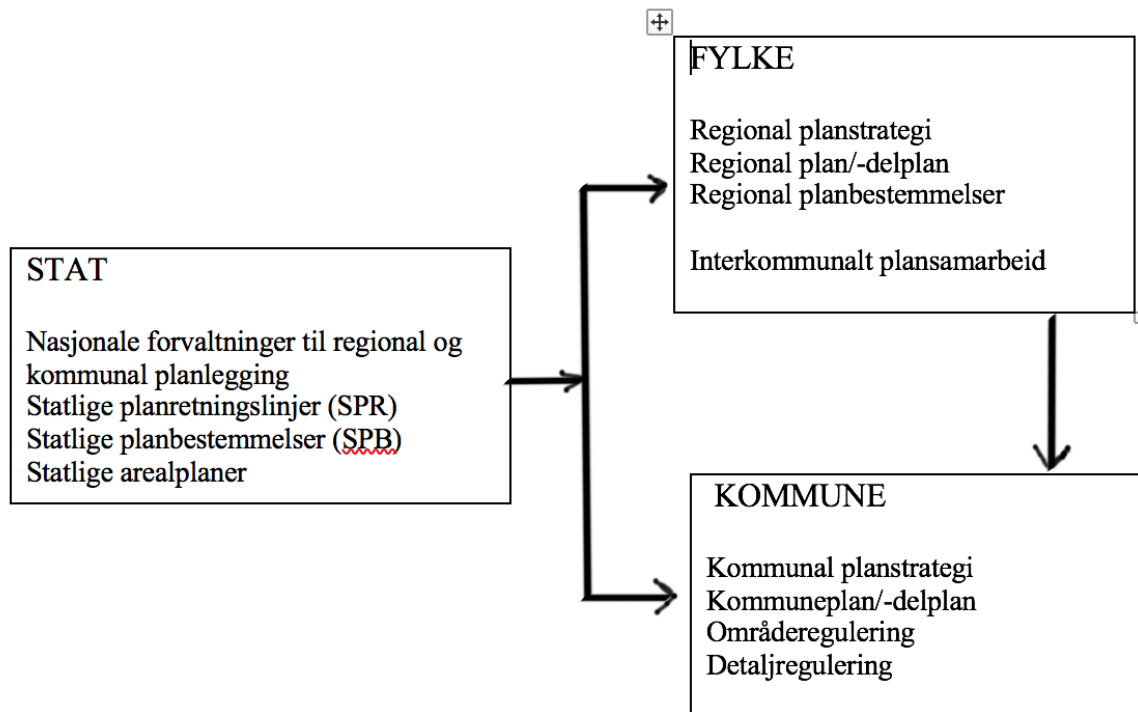 FYLKE
Regional planstrategi
Regional plan/-delplan
Regional planbestemmelser
Interkommunalt plansamarbeid
STAT
Nasjonale forvaltninger til regional og
kommunal planlegging
Statlige planretningslinjer (SPR)
Statlige planbestemmelser (SPB)
Statlige arealplaner
KOMMUNE
Kommunal planstrategi
Kommuneplan/-delplan
Områderegulering
Detaljregulering